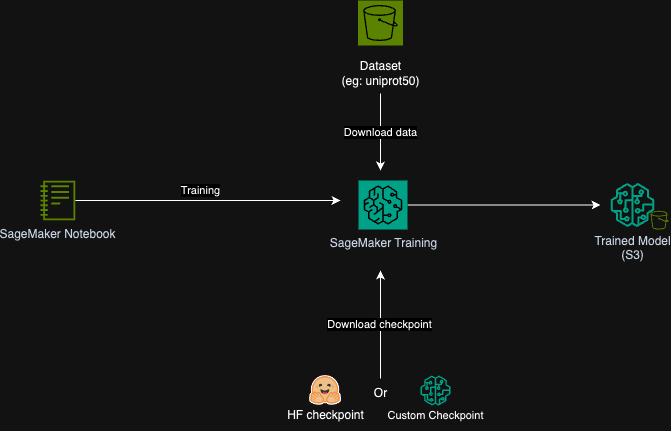 Dataset
(eg: uniprot50)
Download data
Training
SageMaker Notebook
SageMaker Training
Trained Model
(S3)
Download checkpoint
Or
HF checkpoint
Custom Checkpoint